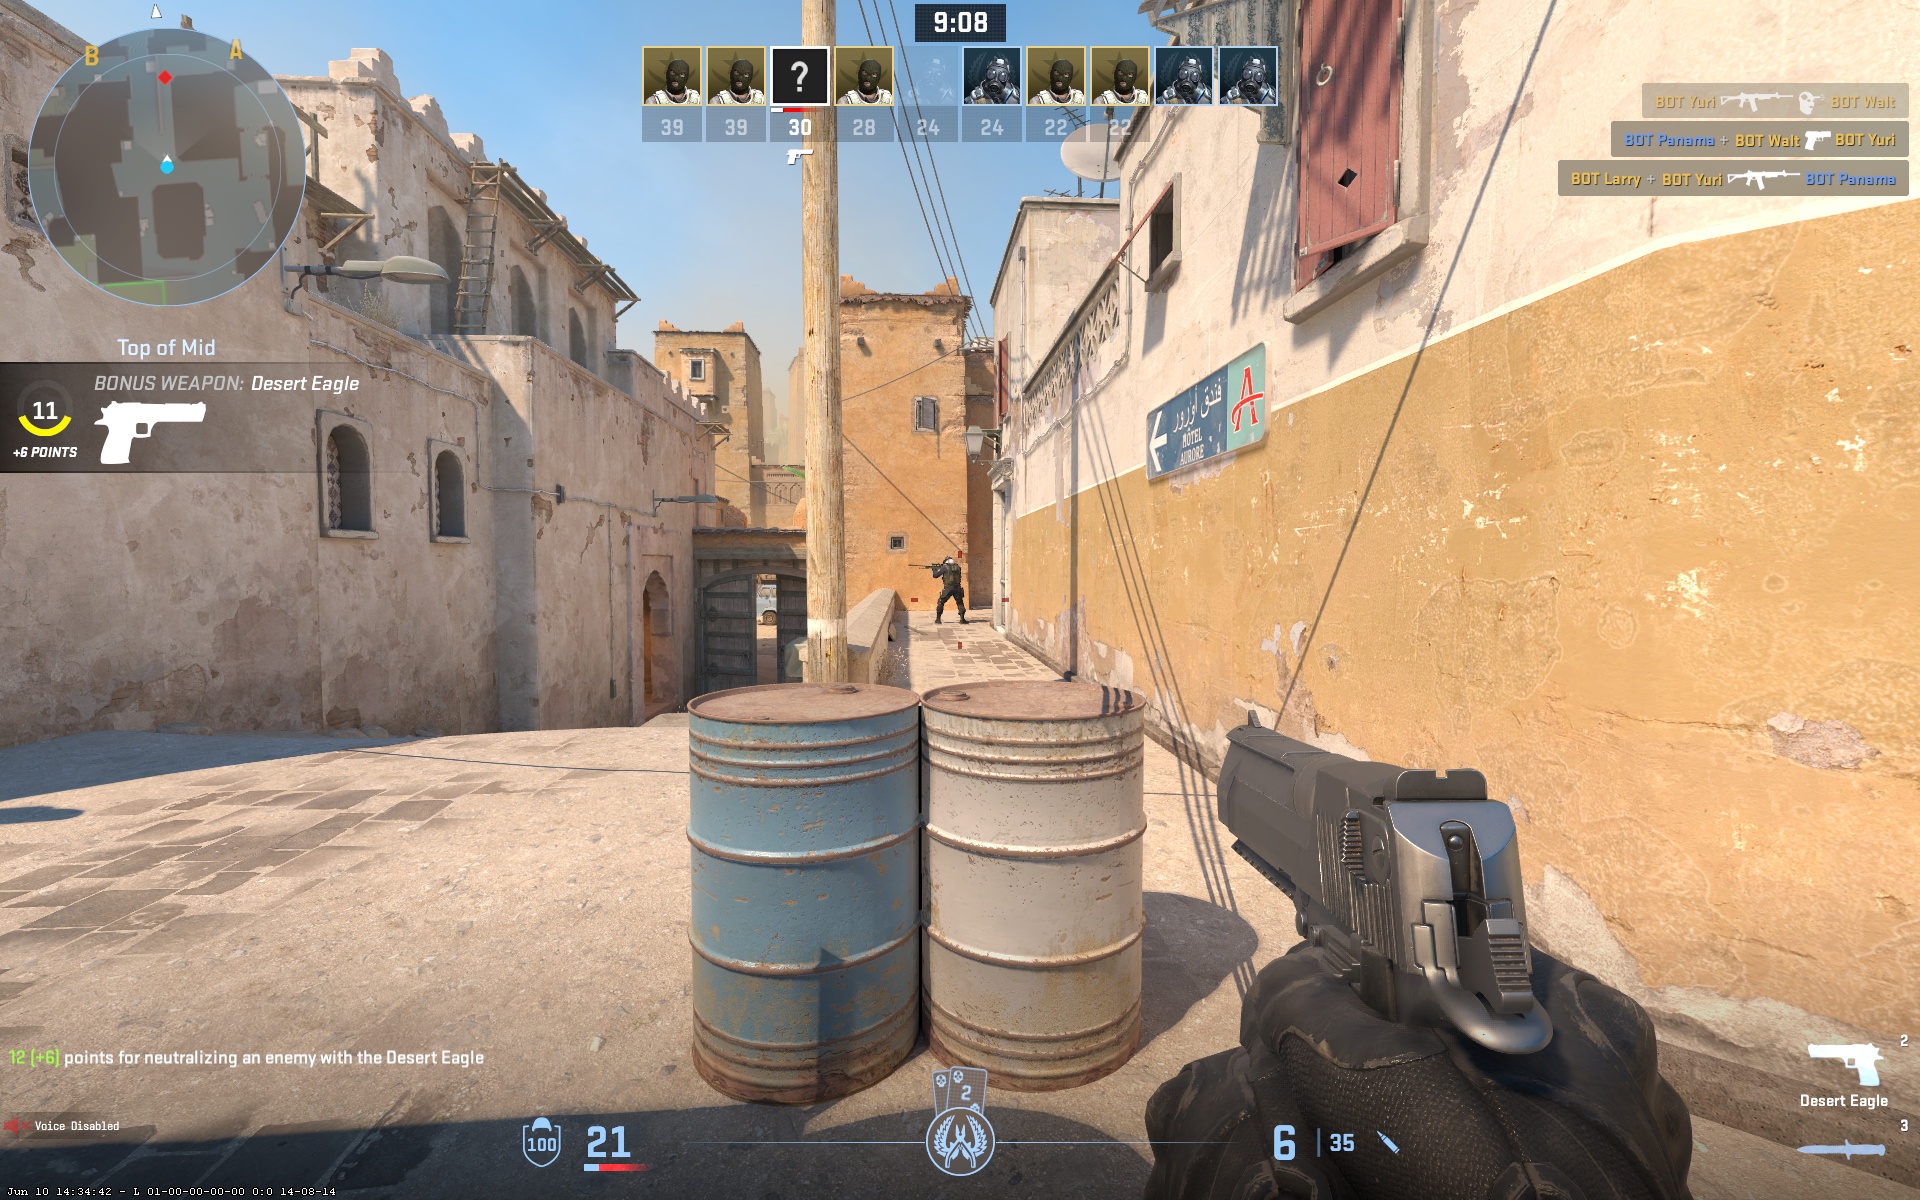 9:08
B
A
?
39
39
30
28
24
24
22
22
BOT Yuri BOT Walt
BOT Panama + BOT Walt BOT Yuri
BOT Larry + BOT Yuri BOT Panama
Top of Mid
BONUS WEAPON: Desert Eagle
11
+6 POINTS
فندق أورور
HÔTEL
AURORE
A
12 (+6) points for neutralizing an enemy with the Desert Eagle
2
Desert Eagle
3
Voice Disabled
2
100
21
6 | 35
Jun 10 14:34:42 - L 01-00-00-00-00 0:0 14-08-14